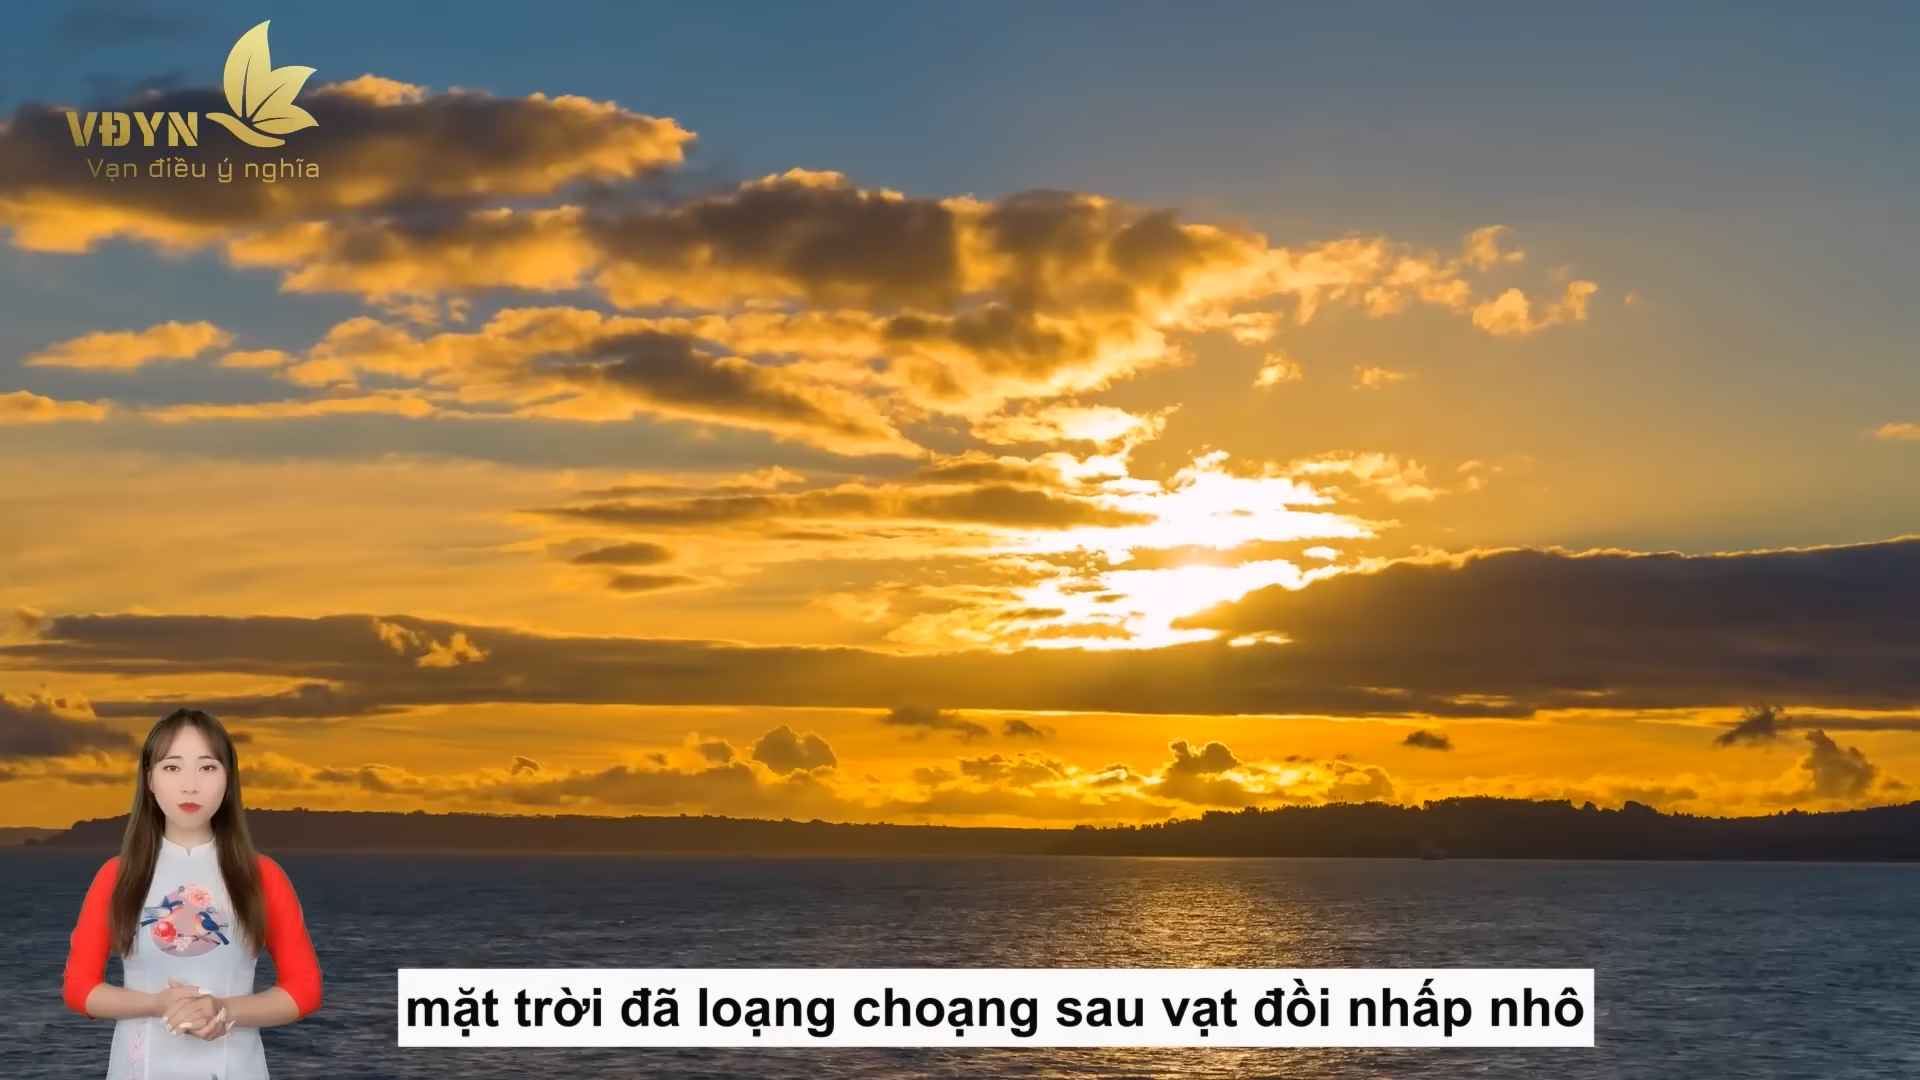 VĐYN
Vạn điều ý nghĩa
mặt trời đã loạng choạng sau vạt đồi nhấp nhô